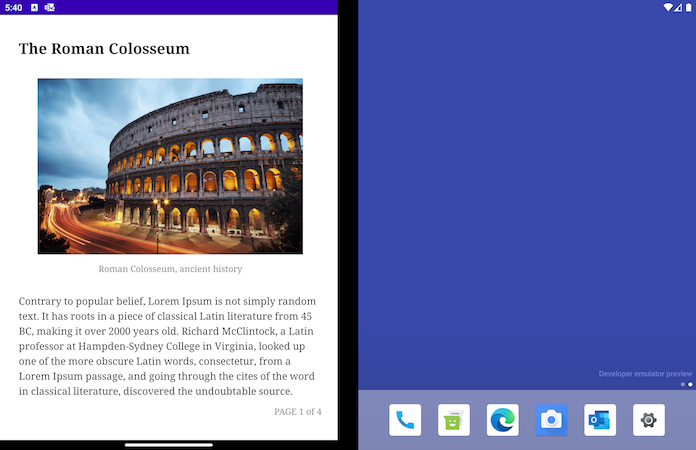 5:40
The Roman Colosseum
Roman Colosseum, ancient history
Contrary to popular belief, Lorem Ipsum is not simply random
text. It has roots in a piece of classical Latin literature from 45
BC, making it over 2000 years old. Richard McClintock, a Latin
professor at Hampden-Sydney College in Virginia, looked up
one of the more obscure Latin words, consectetur, from a
Lorem Ipsum passage, and going through the cites of the word
in classical literature, discovered the undoubtable source.
PAGE 1 of 4
Developer emulator preview